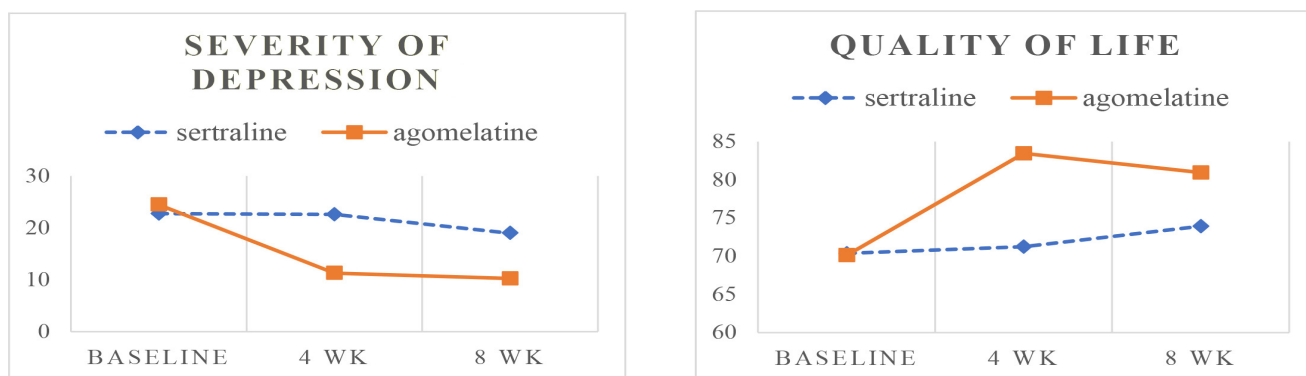 SEVERITY OF
DEPRESSION
sertraline agomelatine
30
20
10
0
BASELINE 4 WK 8 WK
QUALITY OF LIFE
sertraline agomelatine
85
80
75
70
65
60
BASELINE 4 WK 8 WK